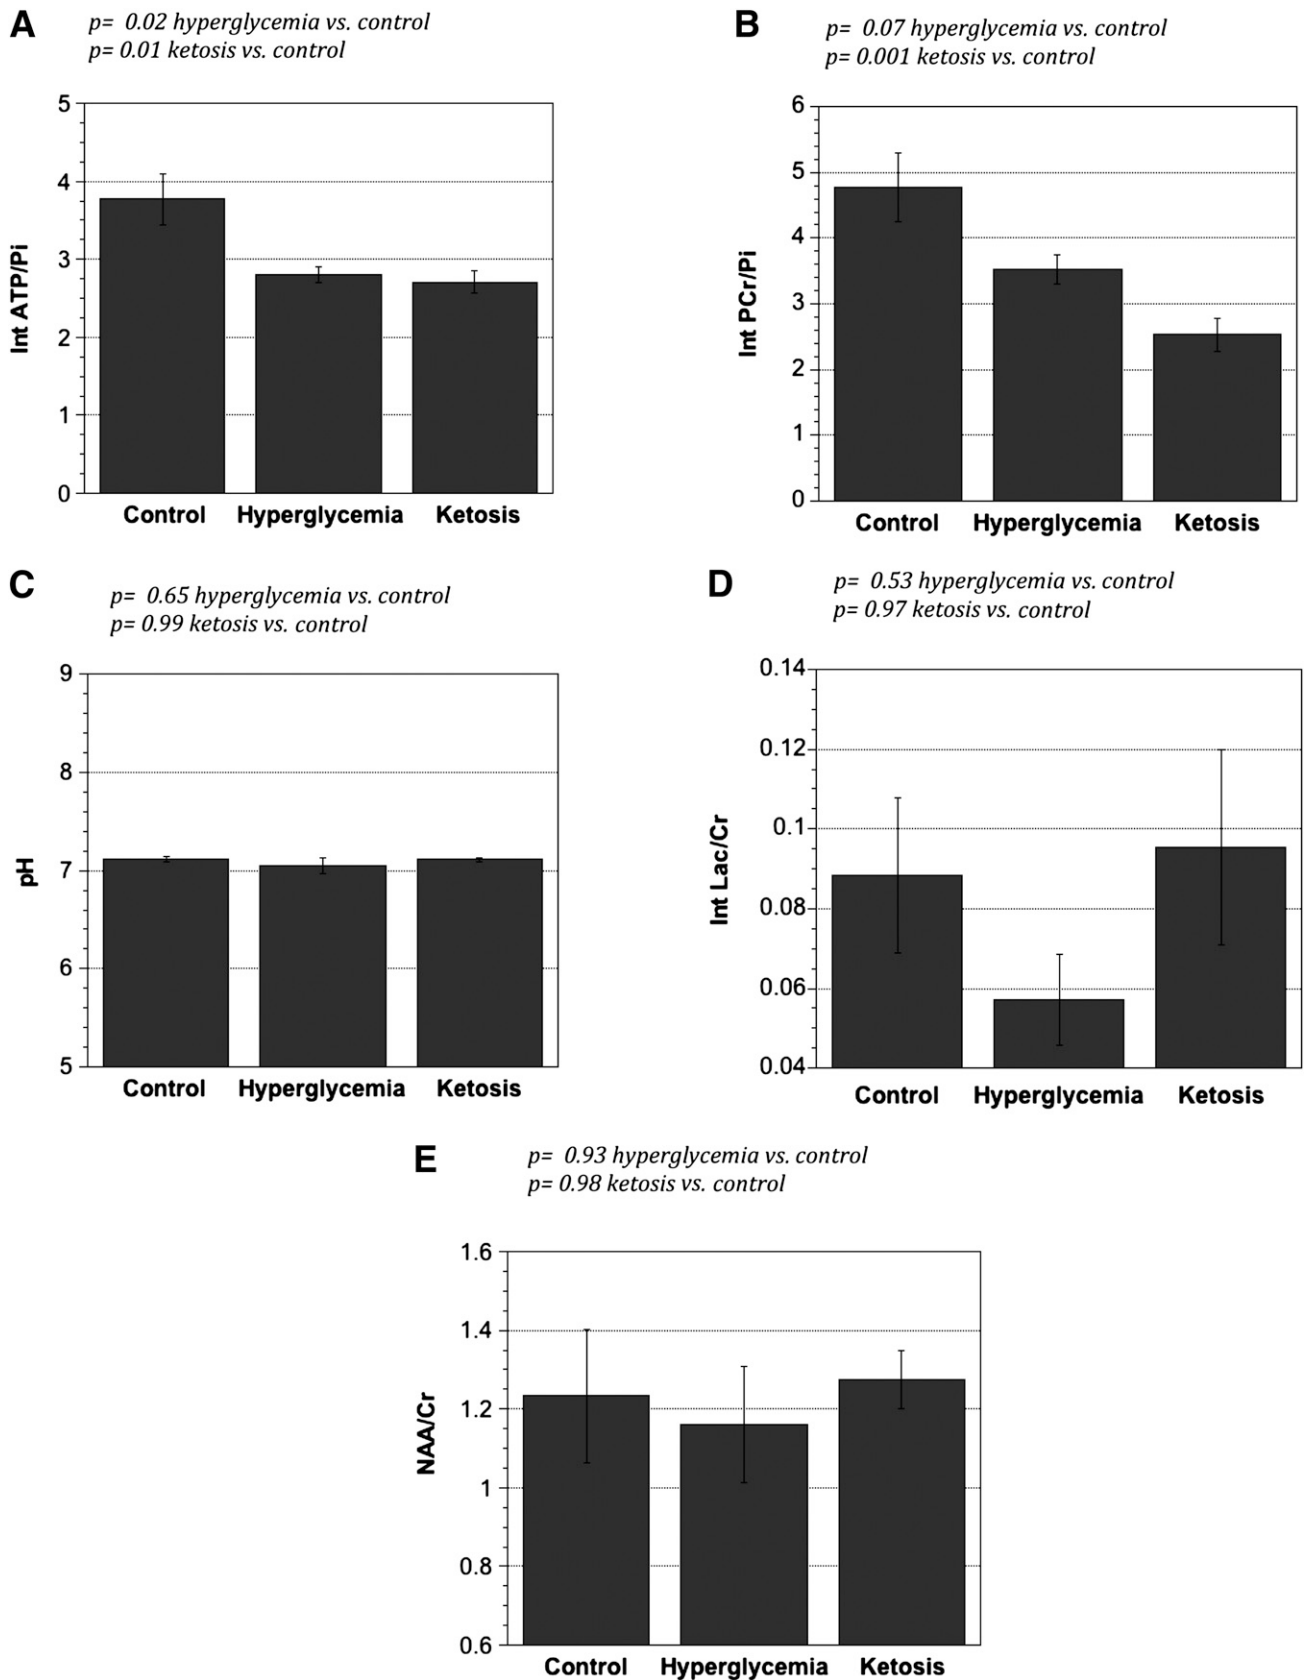 A
p= 0.02 hyperglycemia vs. control
p= 0.01 ketosis vs. control
Int ATP/Pi
5
4
3
2
1
0
Control Hyperglycemia Ketosis
B
p= 0.07 hyperglycemia vs. control
p= 0.001 ketosis vs. control
Int PCr/Pi
6
5
4
3
2
1
0
Control Hyperglycemia Ketosis
C
p= 0.65 hyperglycemia vs. control
p= 0.99 ketosis vs. control
pH
9
8
7
6
5
Control Hyperglycemia Ketosis
D
p= 0.53 hyperglycemia vs. control
p= 0.97 ketosis vs. control
Int Lac/Cr
0.14
0.12
0.1
0.08
0.06
0.04
Control Hyperglycemia Ketosis
E
p= 0.93 hyperglycemia vs. control
p= 0.98 ketosis vs. control
NAA/Cr
1.6
1.4
1.2
1
0.8
0.6
Control Hyperglycemia Ketosis